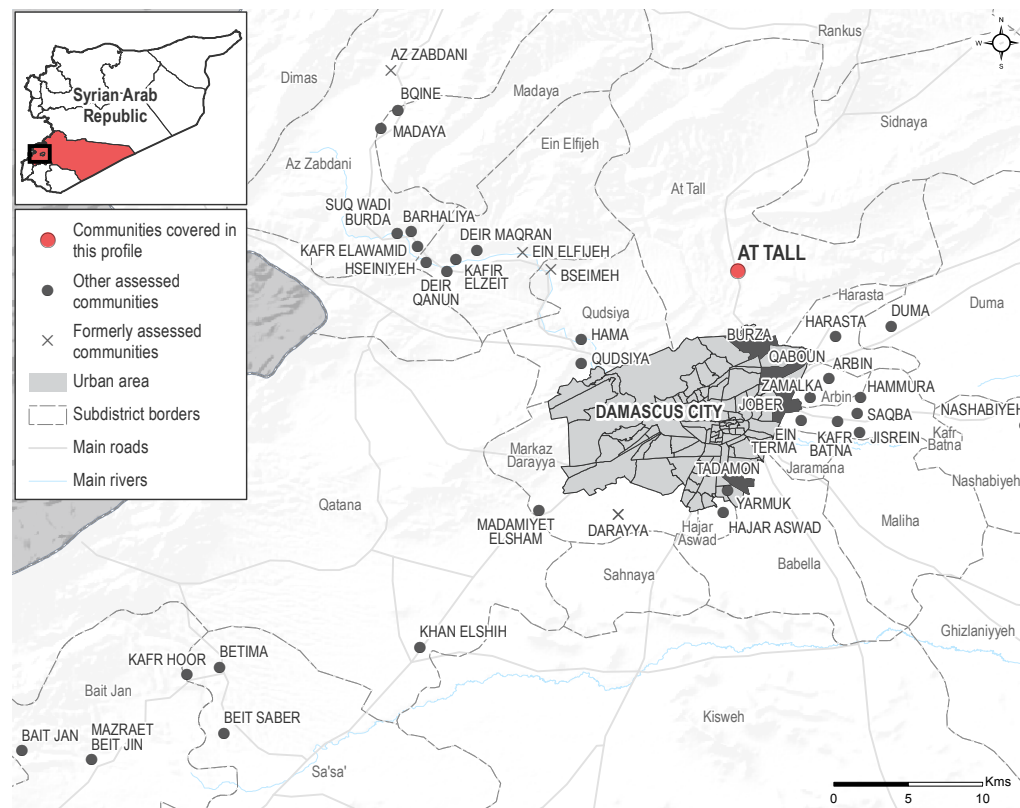 Syrian Arab
Republic
Communities covered in
this profile
Other assessed
communities
Formerly assessed
communities
Urban area
Subdistrict borders
Main roads
Main rivers
N
W
S
Rankus
AZ ZABDANI
Dimas
BQINE
Madaya
MADAYA
Sidnaya
Ein Elfijeh
Az Zabdani
At Tall
SUQ WADI
BURDA
BARHALIYA
DEIR MAQRAN
KAFR ELAWAMID
EIN ELFIJEH
HSEINIYEH
KAFIR
ELZEIT
BSEIMEH
DEIR
QANUN
AT TALL
Harasta
Duma
Qudsiya
DUMA
HARASTA
HAMA
BURZA
QUDSIYA
QABOUN
ARBIN
ZAMALKA
HAMMURA
Arbin
JOBER
DAMASCUS CITY
SAQBA
NASHABIYEH
EIN
TERMA
KAFR
BATNA
JISREIN
Kafr
Batna
Markaz
Darayya
TADAMON
Jaramana
Nashabiyeh
YARMUK
Qatana
MADAMIYET
ELSHAM
DARAYYA
Hajar
Aswad
HAJAR ASWAD
Maliha
Sahnaya
Babella
KHAN ELSHIH
Ghizlaniyyeh
KAFR HOOR
BETIMA
Bait Jan
BEIT SABER
Kisweh
BAIT JAN
MAZRAET
BEIT JIN
Sa'sa'
Kms
0 5 10